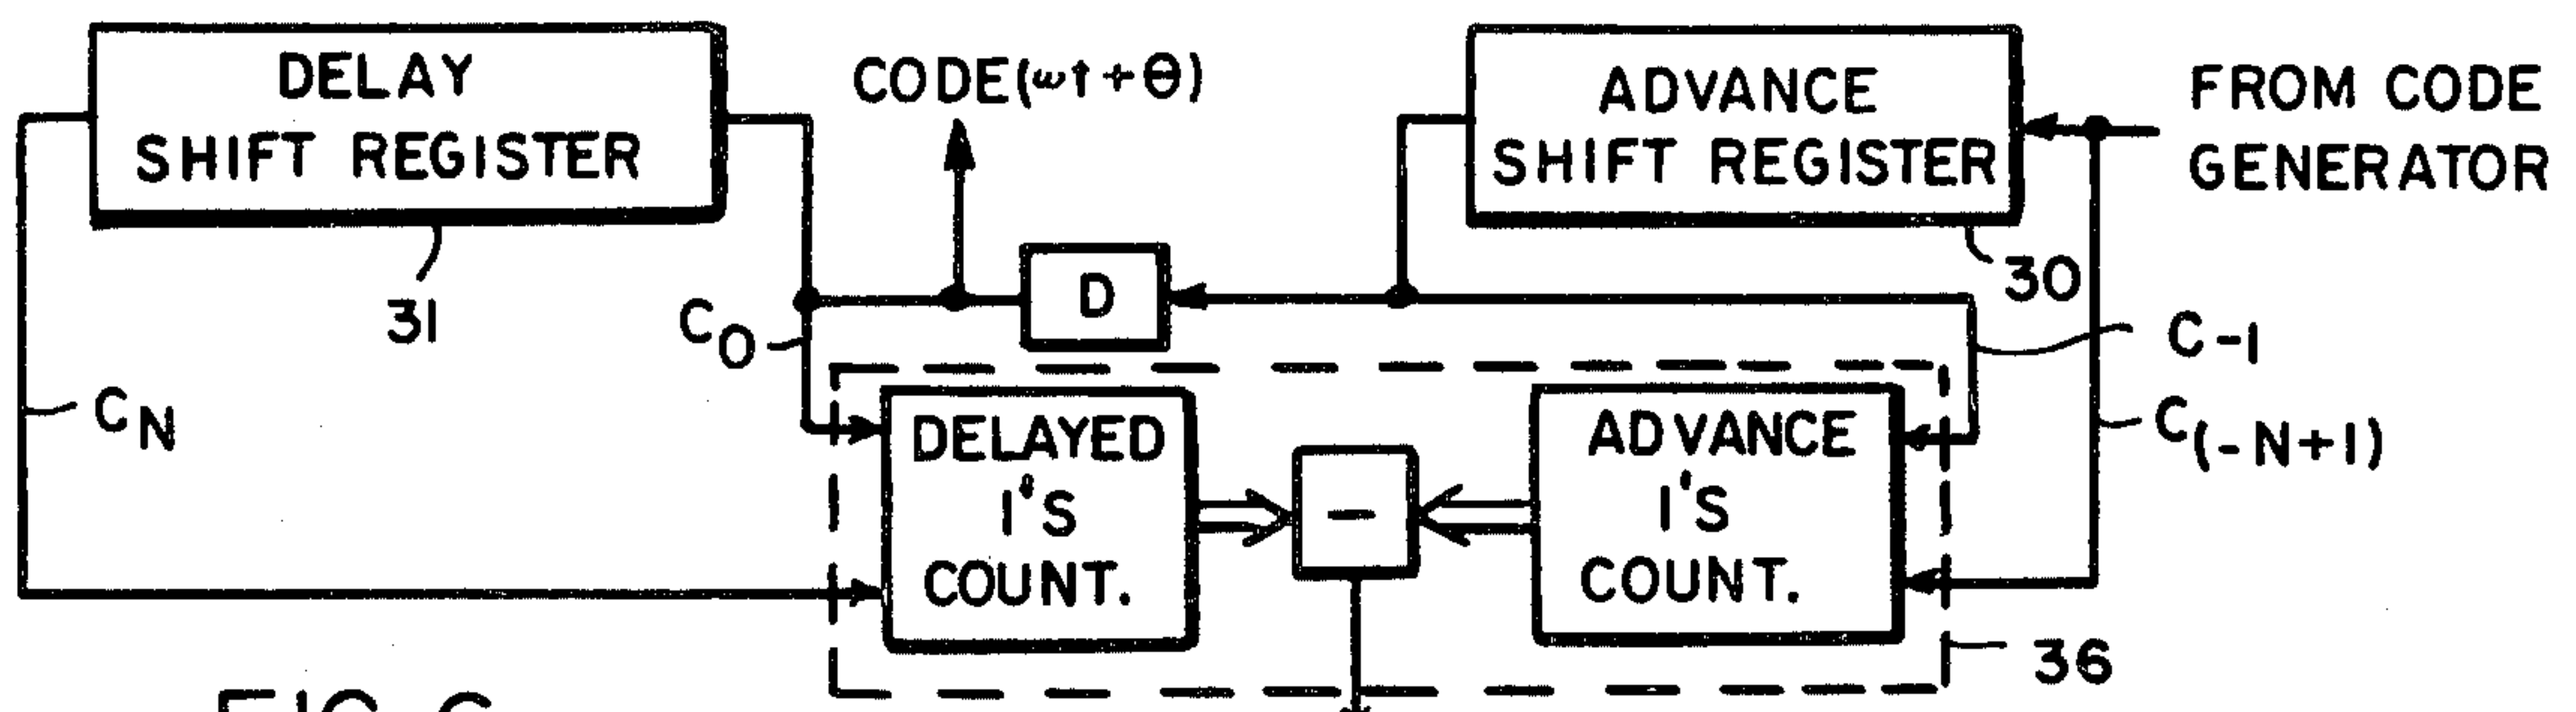 DELAY
SHIFT REGISTER
31
CODE(ωt+θ)
ADVANCE
SHIFT REGISTER
30
FROM CODE
GENERATOR
D
C0
CN
C-1
C(-N+1)
DELAYED
1'S
COUNT.
−
ADVANCE
1'S
COUNT.
36